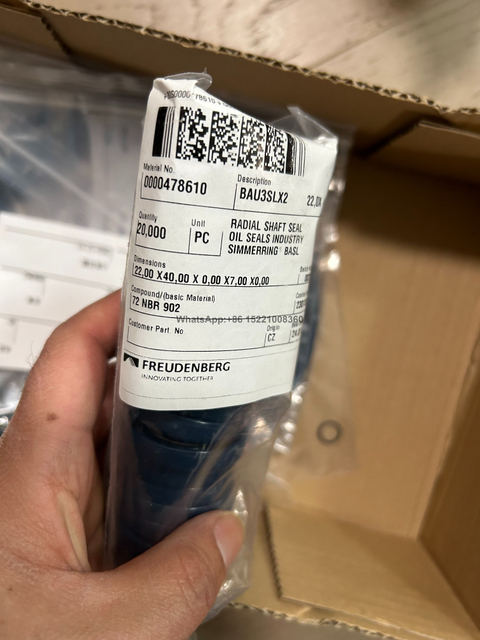 Material No.
0000478610
Description
BAU3SLX2
Quantity
20,000
Unit
PC
RADIAL SHAFT SEAL
OIL SEALS INDUSTRY
SIMMERRING BASL
Dimensions
22,00 X40,00 X 0,00 X7,00 X0,00
Compound/(basic Material)
72 NBR 902
WhatsApp:+86 15221008360
Customer Part. No
Origin
CZ
FREUDENBERG
INNOVATING TOGETHER